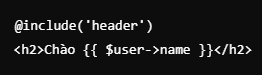 @include('header')
<h2>Chào {{ $user->name }}</h2>